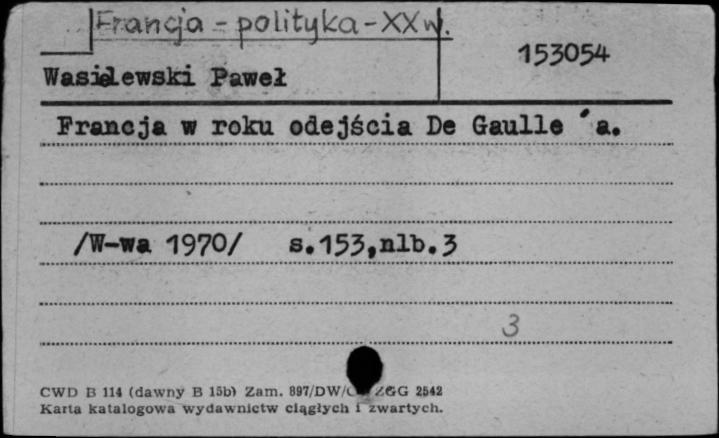 Francja - polityka - XX w.
153054
Wasielewski Paweł
Francja w roku odejścia De Gaulle 'a.
/W-wa 1970/ s.153,nlb.3
3
CWD B 114 (dawny B 15b) Zam. 897/DW/ ZGG 2542
Karta katalogowa wydawnictw ciągłych i zwartych.